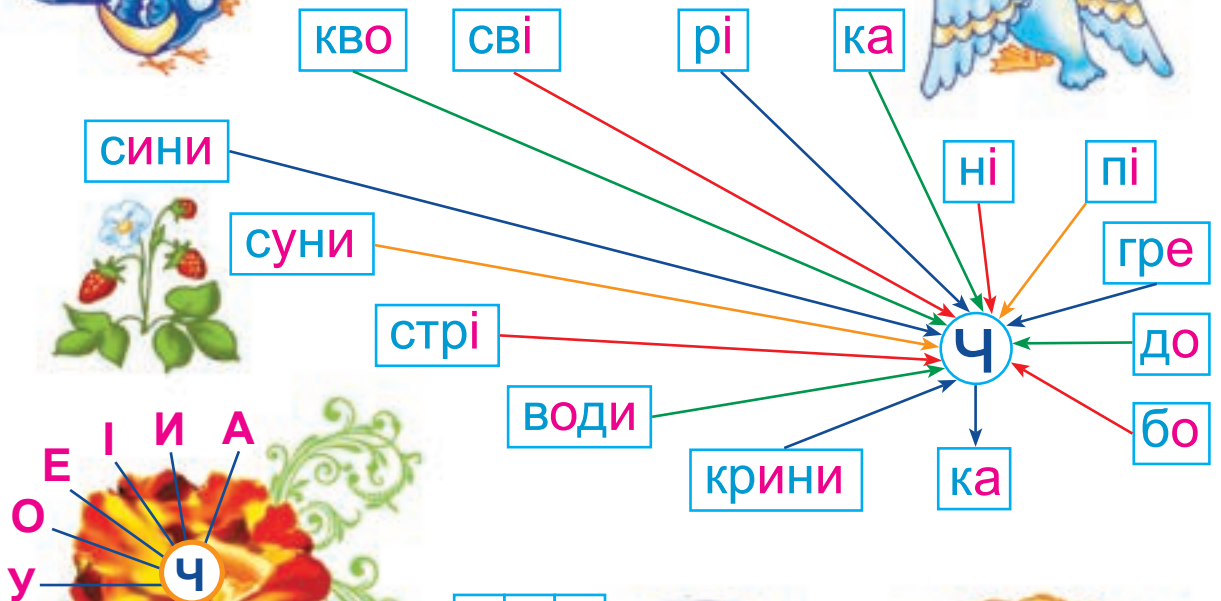 кво сві рі ка
сини ні пі
суни гре
стрі Ч до
води бо
крини ка
І И А
Е
О
У ч